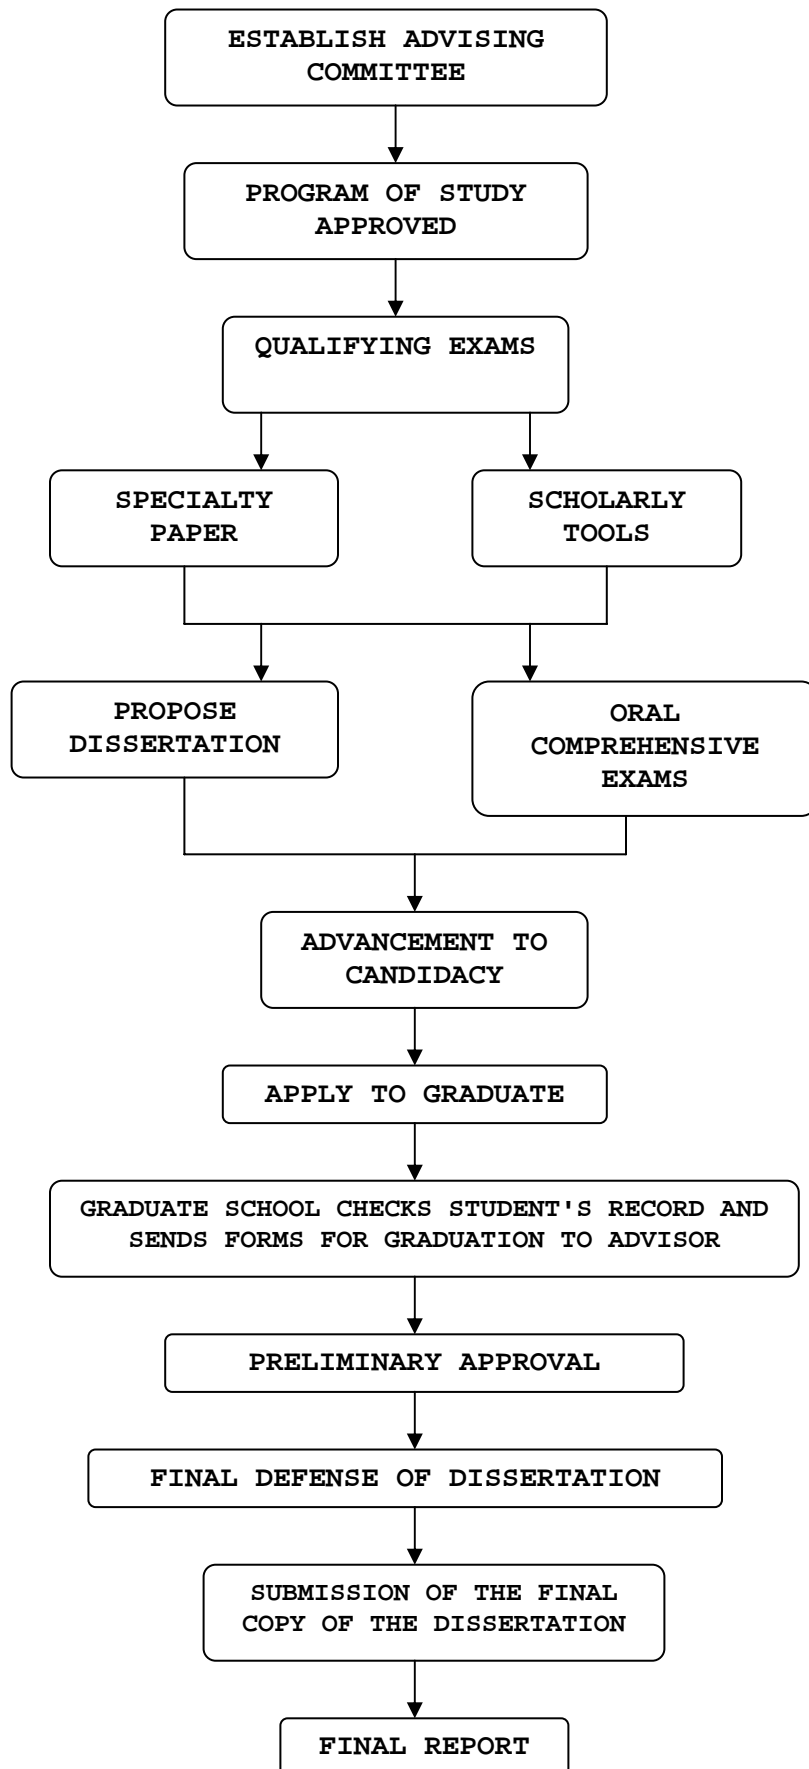 ESTABLISH ADVISING
COMMITTEE
PROGRAM OF STUDY
APPROVED
QUALIFYING EXAMS
SPECIALTY
PAPER
SCHOLARLY
TOOLS
PROPOSE
DISSERTATION
ORAL
COMPREHENSIVE
EXAMS
ADVANCEMENT TO
CANDIDACY
APPLY TO GRADUATE
GRADUATE SCHOOL CHECKS STUDENT'S RECORD AND
SENDS FORMS FOR GRADUATION TO ADVISOR
PRELIMINARY APPROVAL
FINAL DEFENSE OF DISSERTATION
SUBMISSION OF THE FINAL
COPY OF THE DISSERTATION
FINAL REPORT